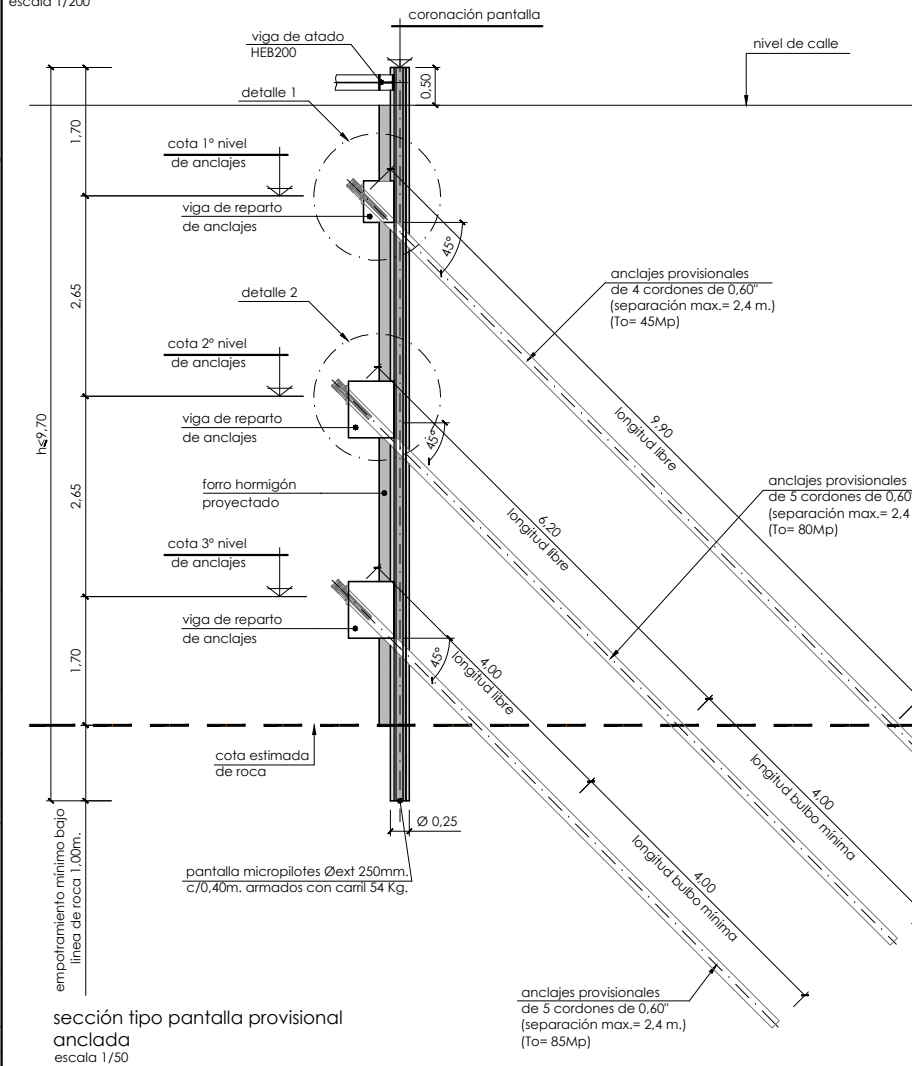 escala 1/200
coronación pantalla
viga de atado
HEB200
nivel de calle
0,50
detalle 1
1,70
cota 1º nivel
de anclajes
viga de reparto
de anclajes
45º
anclajes provisionales
de 4 cordones de 0,60"
(separación max.= 2,4 m.)
(To= 45Mp)
2,65
detalle 2
cota 2º nivel
de anclajes
h≤9,70
viga de reparto
de anclajes
45º
9,90
longitud libre
anclajes provisionales
de 5 cordones de 0,60
(separación max.= 2,4
(To= 80Mp)
forro hormigón
proyectado
2,65
6,20
longitud libre
cota 3º nivel
de anclajes
viga de reparto
de anclajes
45º
1,70
4,00
longitud libre
cota estimada
de roca
4,00
longitud bulbo mínima
Ø 0,25
pantalla micropilotes Øext 250mm.
c/0,40m. armados con carril 54 Kg.
4,00
longitud bulbo mínima
empotramiento mínimo bajo
linea de roca 1,00m.
anclajes provisionales
de 5 cordones de 0,60"
(separación max.= 2,4 m.)
(To= 85Mp)
sección tipo pantalla provisional
anclada
escala 1/50